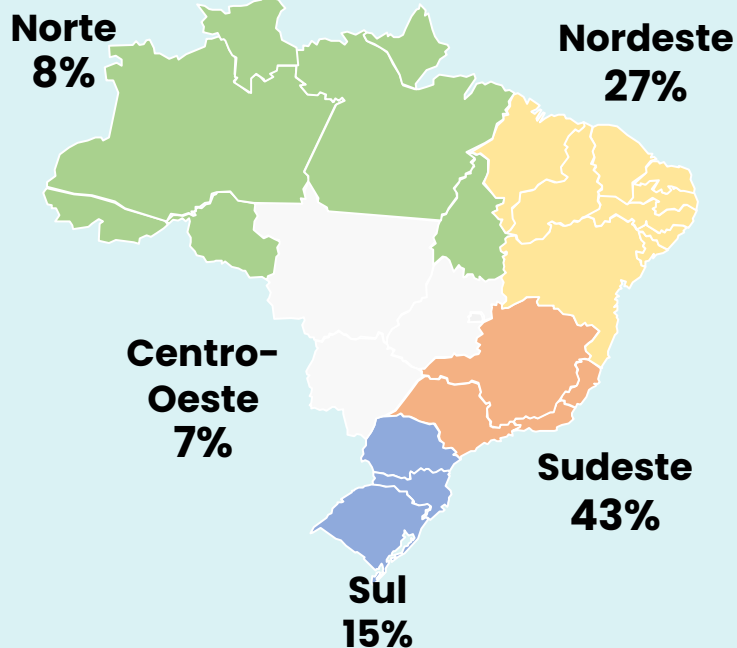 Norte
8%
Nordeste
27%
Centro-
Oeste
7%
Sudeste
43%
Sul
15%